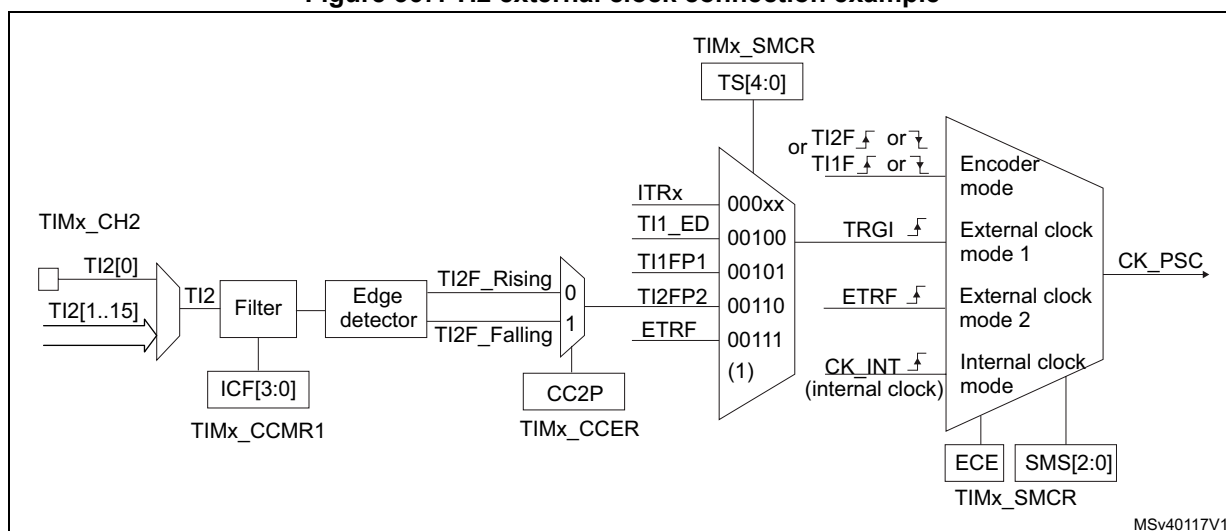 TIMx_SMCR
TS[4:0]
or TI2F or
TI1F or
Encoder
mode
ITRx
000xx
TIMx_CH2
TI1_ED
00100
TRGI
External clock
mode 1
CK_PSC
TI2[0]
TI1FP1
00101
TI2F_Rising
0
TI2
TI2[1..15]
Filter
Edge
detector
TI2FP2
00110
ETRF
External clock
mode 2
1
TI2F_Falling
ETRF
00111
(1)
CK_INT
(internal clock)
Internal clock
mode
ICF[3:0]
CC2P
TIMx_CCMR1
TIMx_CCER
ECE
SMS[2:0]
TIMx_SMCR
MSv40117V1